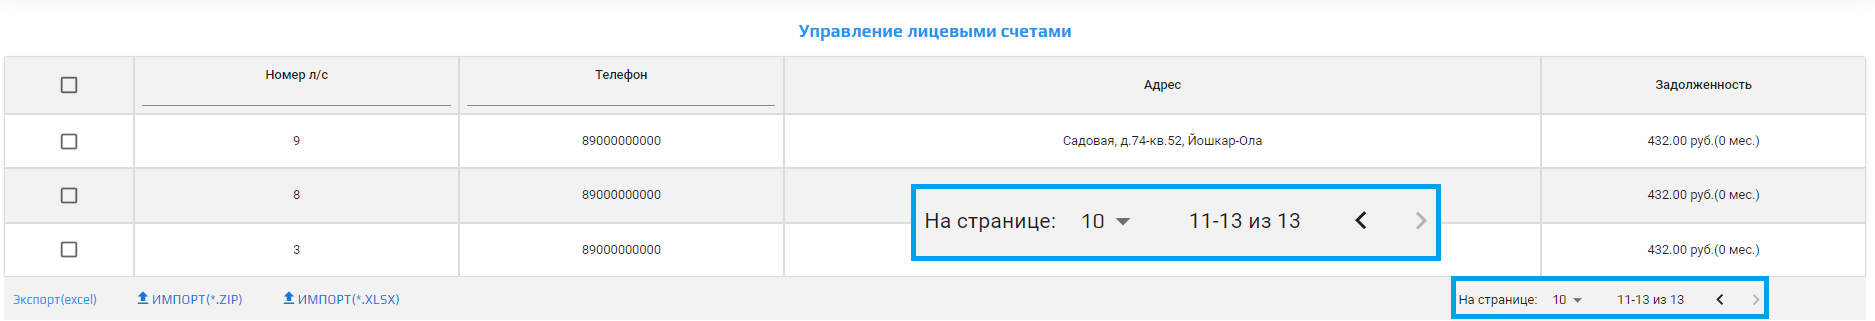 Управление лицевыми счетами
Номер л/с Телефон Адрес Задолженность
9 89000000000 Садовая, д.74-кв.52, Йошкар-Ола 432.00 руб.(0 мес.)
8 89000000000 432.00 руб.(0 мес.)
На странице: 10 11-13 из 13
3 89000000000 432.00 руб.(0 мес.)
Экспорт(excel) ИМПОРТ(*.ZIP) ИМПОРТ(*.XLSX) На странице: 10 11-13 из 13